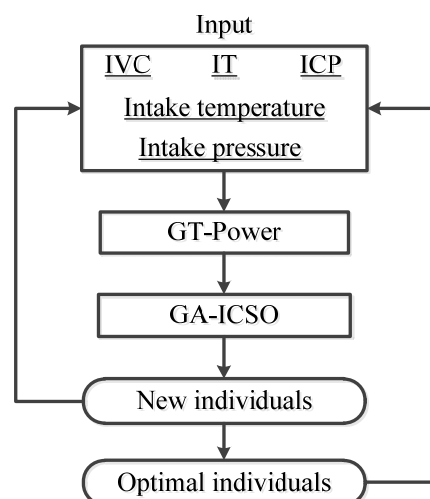 Input
IVC IT ICP
Intake temperature
Intake pressure
GT-Power
GA-ICSO
New individuals
Optimal individuals